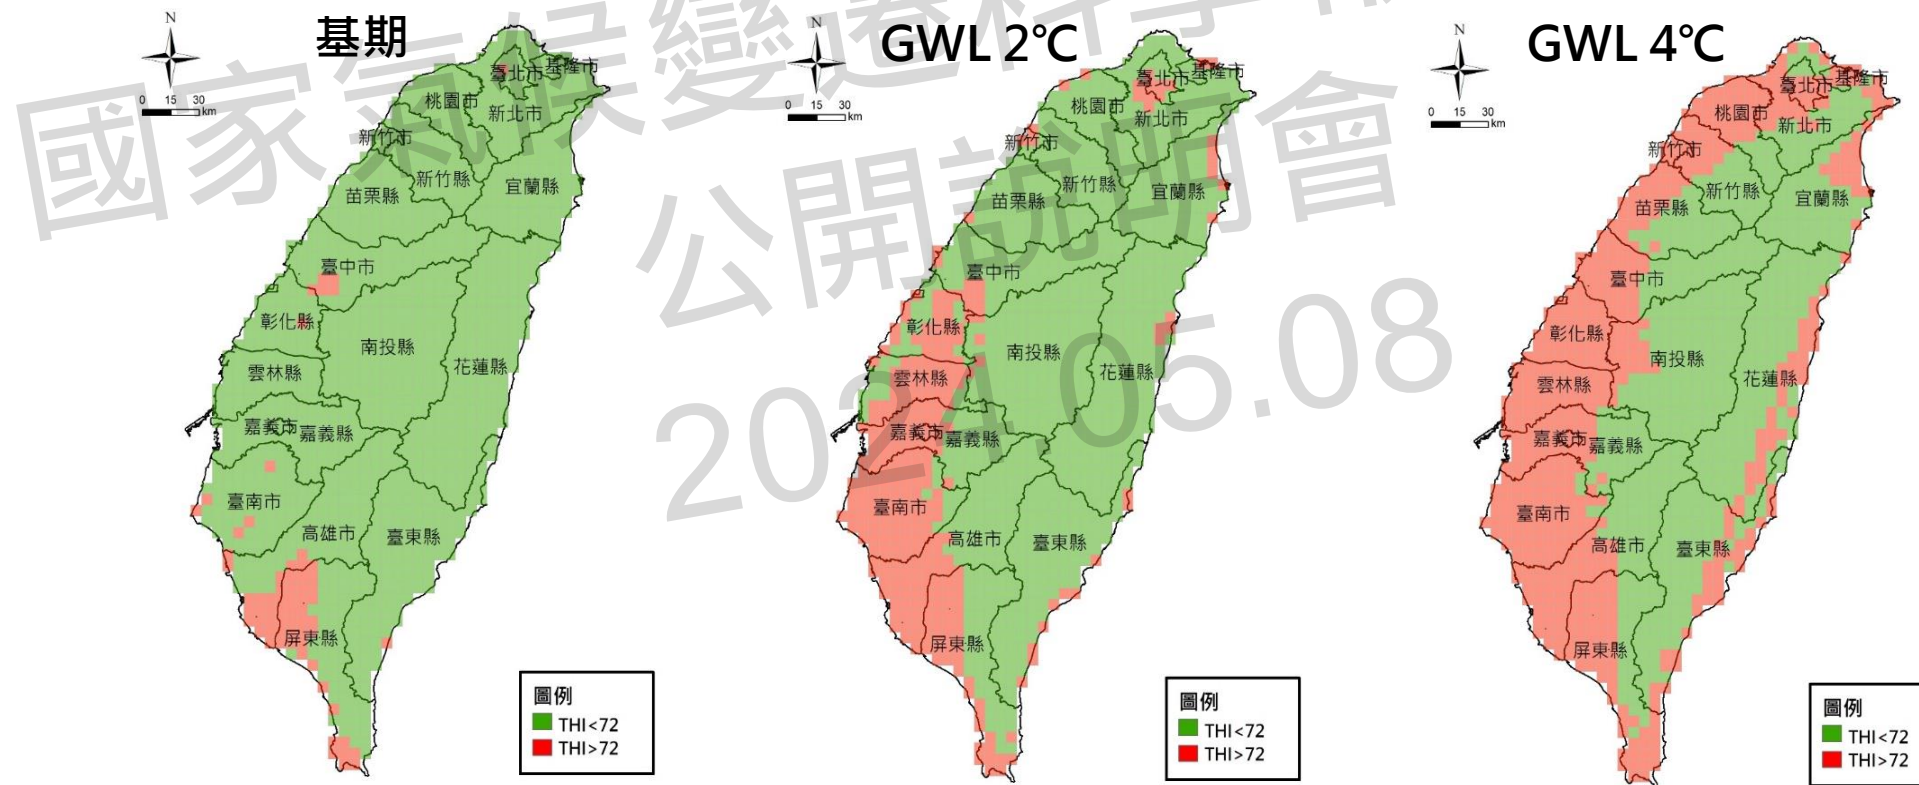 國家氣候變遷科學報
公開說明會
2024.05.08
基期
N
0 15 30
km
臺北市
基隆市
桃園市
新北市
新竹市
新竹縣
宜蘭縣
苗栗縣
臺中市
彰化縣
南投縣
花蓮縣
雲林縣
嘉義市
嘉義縣
臺南市
高雄市
臺東縣
屏東縣
圖例
THI<72
THI>72
GWL 2℃
N
0 15 30
km
臺北市
基隆市
桃園市
新北市
新竹市
新竹縣
宜蘭縣
苗栗縣
臺中市
彰化縣
南投縣
花蓮縣
雲林縣
嘉義市
嘉義縣
臺南市
高雄市
臺東縣
屏東縣
圖例
THI<72
THI>72
GWL 4℃
N
0 15 30
km
臺北市
基隆市
桃園市
新北市
新竹市
新竹縣
宜蘭縣
苗栗縣
臺中市
彰化縣
南投縣
花蓮縣
雲林縣
嘉義市
嘉義縣
臺南市
高雄市
臺東縣
屏東縣
圖例
THI<72
THI>72